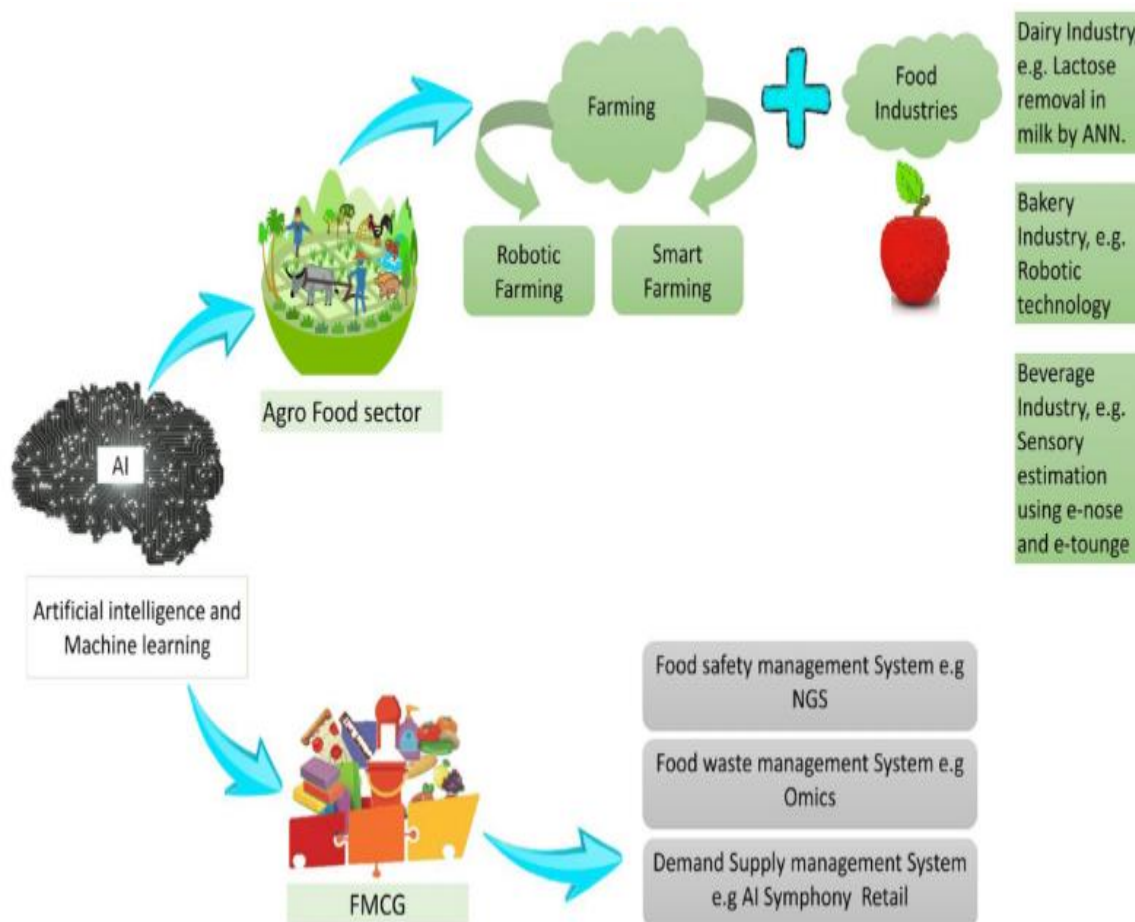 Farming
Food
Industries
Robotic
Farming
Smart
Farming
Dairy Industry
e.g. Lactose
removal in
milk by ANN.
Bakery
Industry, e.g.
Robotic
technology
Beverage
Industry, e.g.
Sensory
estimation
using e-nose
and e-tounge
Agro Food sector
AI
Artificial intelligence and
Machine learning
FMCG
Food safety management System e.g
NGS
Food waste management System e.g
Omics
Demand Supply management System
e.g AI Symphony Retail